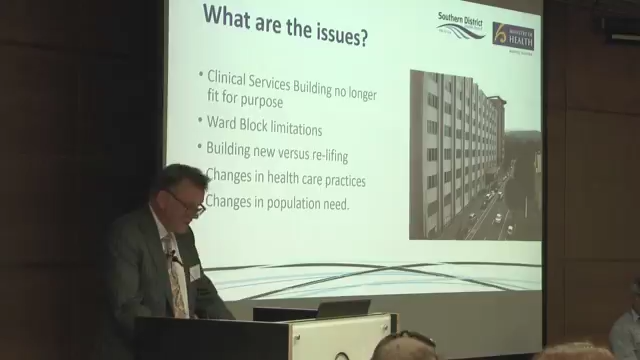 What are the issues?
Southern District
MINISTRY OF
HEALTH
• Clinical Services Building no longer
fit for purpose
• Ward Block limitations
• Building new versus re-lifing
Changes in health care practices
Changes in population need.